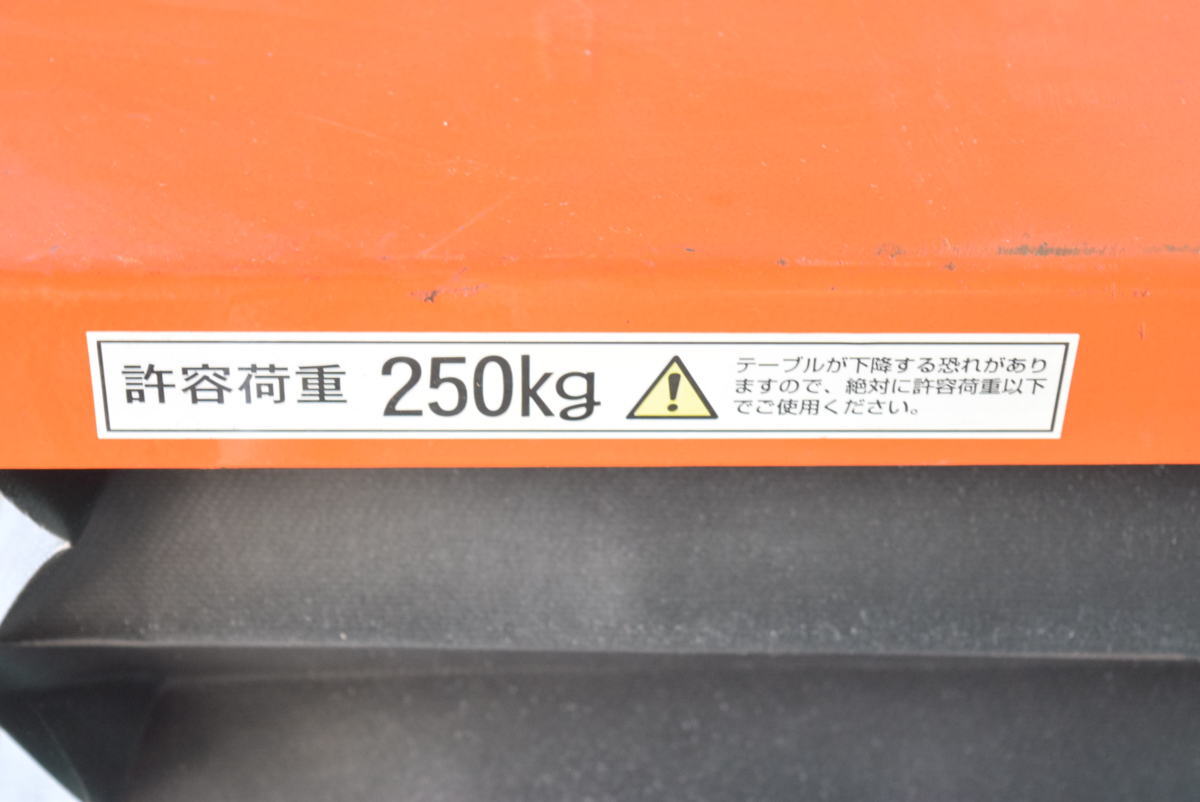 許容荷重 250kg
テーブルが下降する恐れがあり
ますので、絶対に許容荷重以下
でご使用ください。